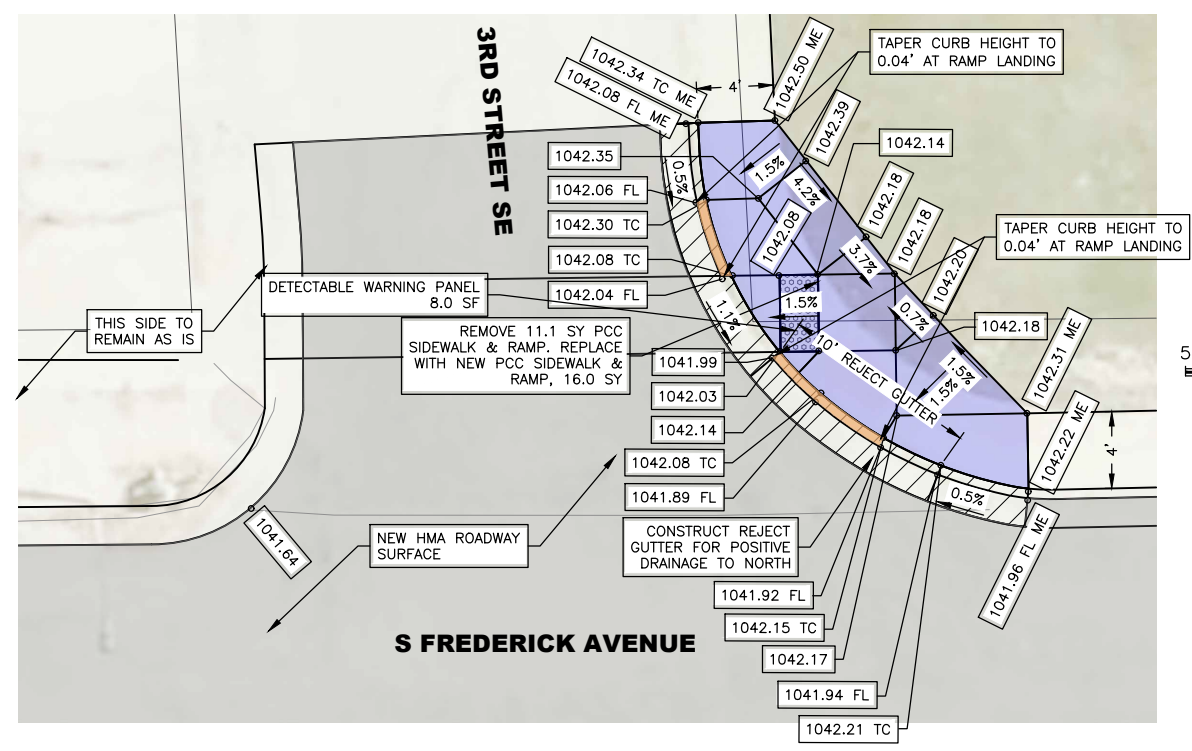 3RD STREET SE
1042.34 TC ME
1042.08 FL ME
4'
1042.50 ME
TAPER CURB HEIGHT TO
0.04' AT RAMP LANDING
1042.39
1042.14
1042.35
1042.06 FL
1042.30 TC
1042.08 TC
1042.04 FL
0.5%
1.5%
4.2%
1042.08
1042.18
1042.18
3.7%
1042.20
TAPER CURB HEIGHT TO
0.04' AT RAMP LANDING
DETECTABLE WARNING PANEL
8.0 SF
THIS SIDE TO
REMAIN AS IS
REMOVE 11.1 SY PCC
SIDEWALK & RAMP. REPLACE
WITH NEW PCC SIDEWALK &
RAMP, 16.0 SY
1.1%
1.5%
0.7%
1042.18
10' REJECT GUTTER
1.5%
1.5%
1042.31 ME
5
1041.99
1042.03
1042.14
1042.08 TC
1041.89 FL
1042.22 ME
4'
0.5%
1041.96 FL ME
1041.64
NEW HMA ROADWAY
SURFACE
CONSTRUCT REJECT
GUTTER FOR POSITIVE
DRAINAGE TO NORTH
1041.92 FL
1042.15 TC
1042.17
1041.94 FL
1042.21 TC
S FREDERICK AVENUE